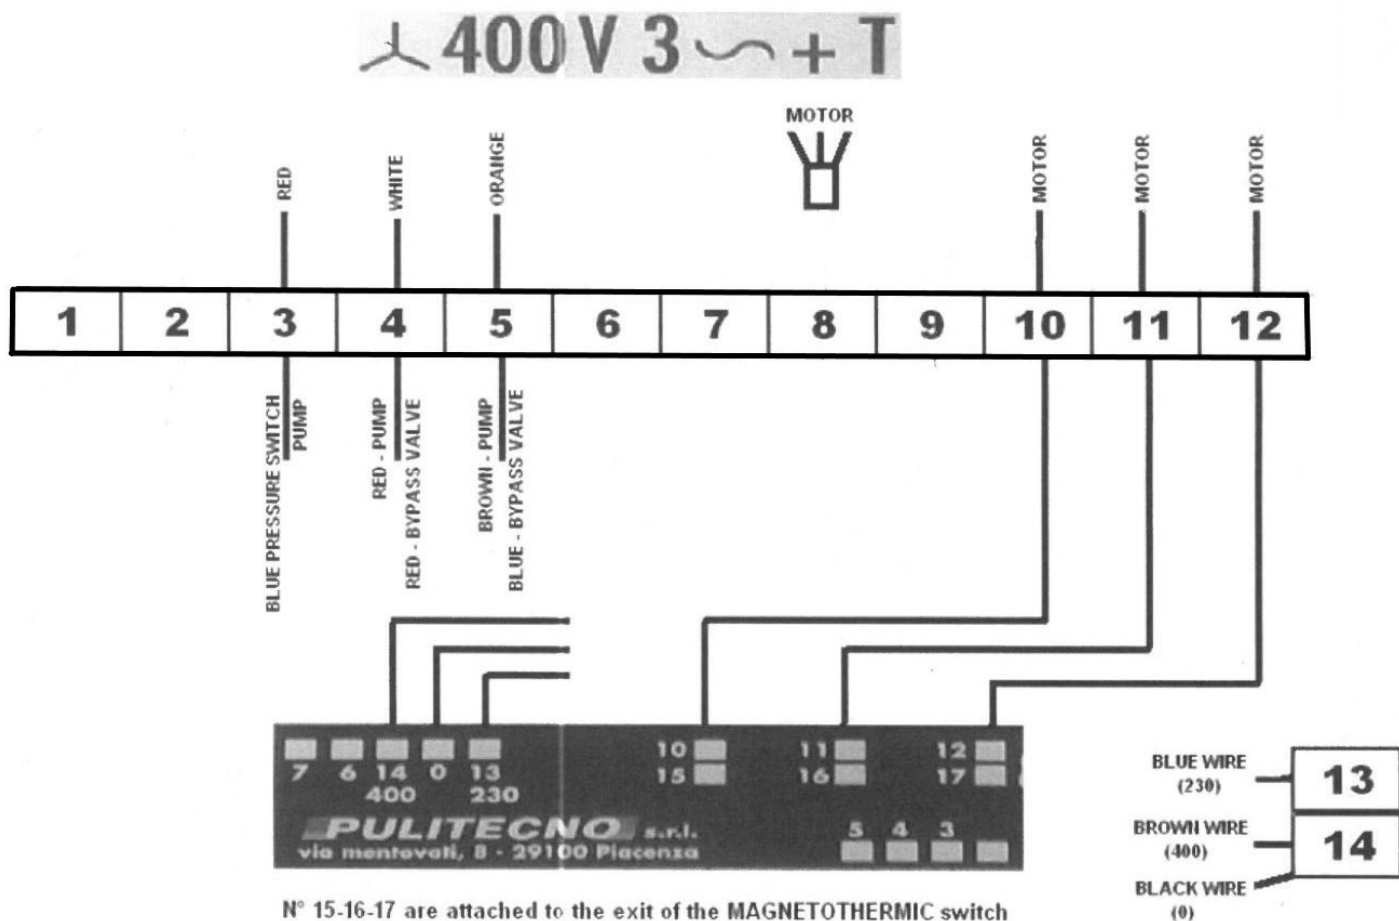 400 V 3 ~ + T
MOTOR
RED
WHITE
ORANGE
MOTOR
MOTOR
MOTOR
1 2 3 4 5 6 7 8 9 10 11 12
BLUE PRESSURE SWITCH
PUMP
RED - PUMP
RED - BYPASS VALVE
BROWN - PUMP
BLUE - BYPASS VALVE
7 6 14 0 13
400 230
10 11 12
15 16 17
PULITECNO s.r.l.
via mentovati, 8 - 29100 Piacenza
5 4 3
BLUE WIRE
(230)
13
BROWN WIRE
(400)
14
BLACK WIRE
(0)
N° 15-16-17 are attached to the exit of the MAGNETOTHERMIC switch